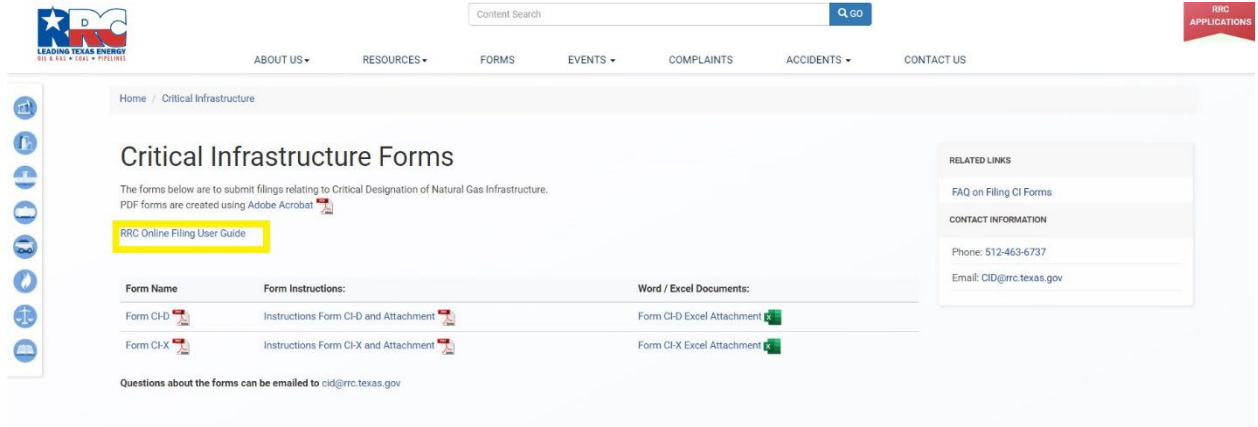 RRC
LEADING TEXAS ENERGY
OIL & GAS ★ COAL ★ PIPELINES
Content Search
GO
RRC
APPLICATIONS
ABOUT US
RESOURCES
FORMS
EVENTS
COMPLAINTS
ACCIDENTS
CONTACT US
Home / Critical Infrastructure
Critical Infrastructure Forms
The forms below are to submit filings relating to Critical Designation of Natural Gas Infrastructure.
PDF forms are created using Adobe Acrobat
RRC Online Filing User Guide
Form Name Form Instructions: Word / Excel Documents:
Form CI-D Instructions Form CI-D and Attachment Form CI-D Excel Attachment
Form CI-X Instructions Form CI-X and Attachment Form CI-X Excel Attachment
Questions about the forms can be emailed to cid@rrc.texas.gov
RELATED LINKS
FAQ on Filing CI Forms
CONTACT INFORMATION
Phone: 512-463-6737
Email: CID@rrc.texas.gov